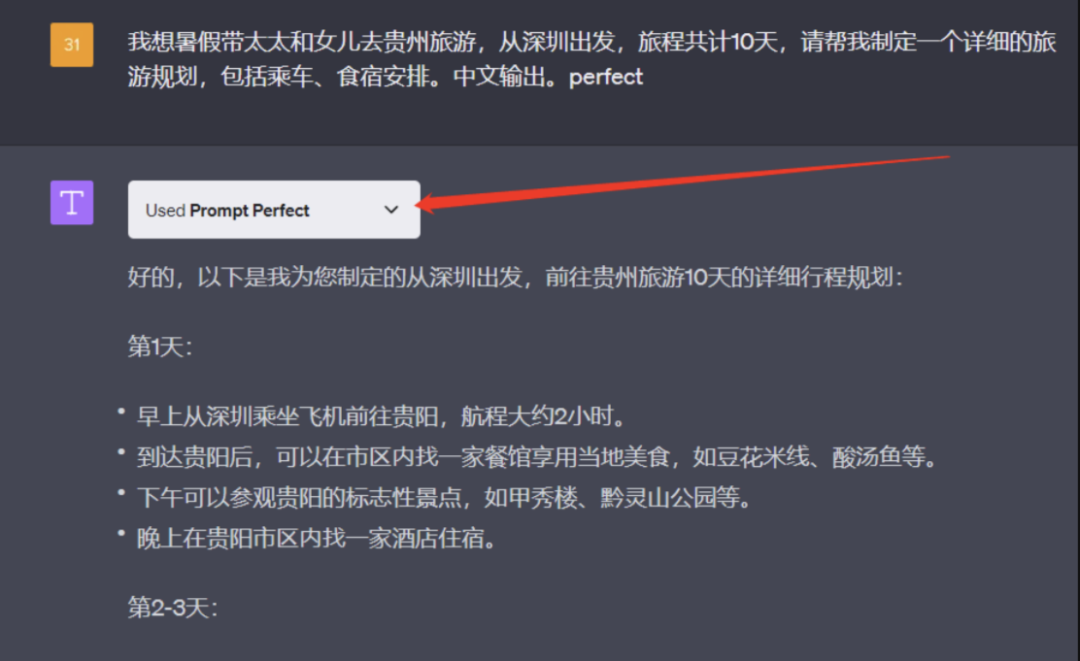 31
我想暑假带太太和女儿去贵州旅游，从深圳出发，旅程共计10天，请帮我制定一个详细的旅
游规划，包括乘车、食宿安排。中文输出。perfect
T
Used Prompt Perfect
好的，以下是我为您制定的从深圳出发，前往贵州旅游10天的详细行程规划：
第1天：
• 早上从深圳乘坐飞机前往贵阳，航程大约2小时。
• 到达贵阳后，可以在市区内找一家餐馆享用当地美食，如豆花米线、酸汤鱼等。
• 下午可以参观贵阳的标志性景点，如甲秀楼、黔灵山公园等。
• 晚上在贵阳市区内找一家酒店住宿。
第2-3天：